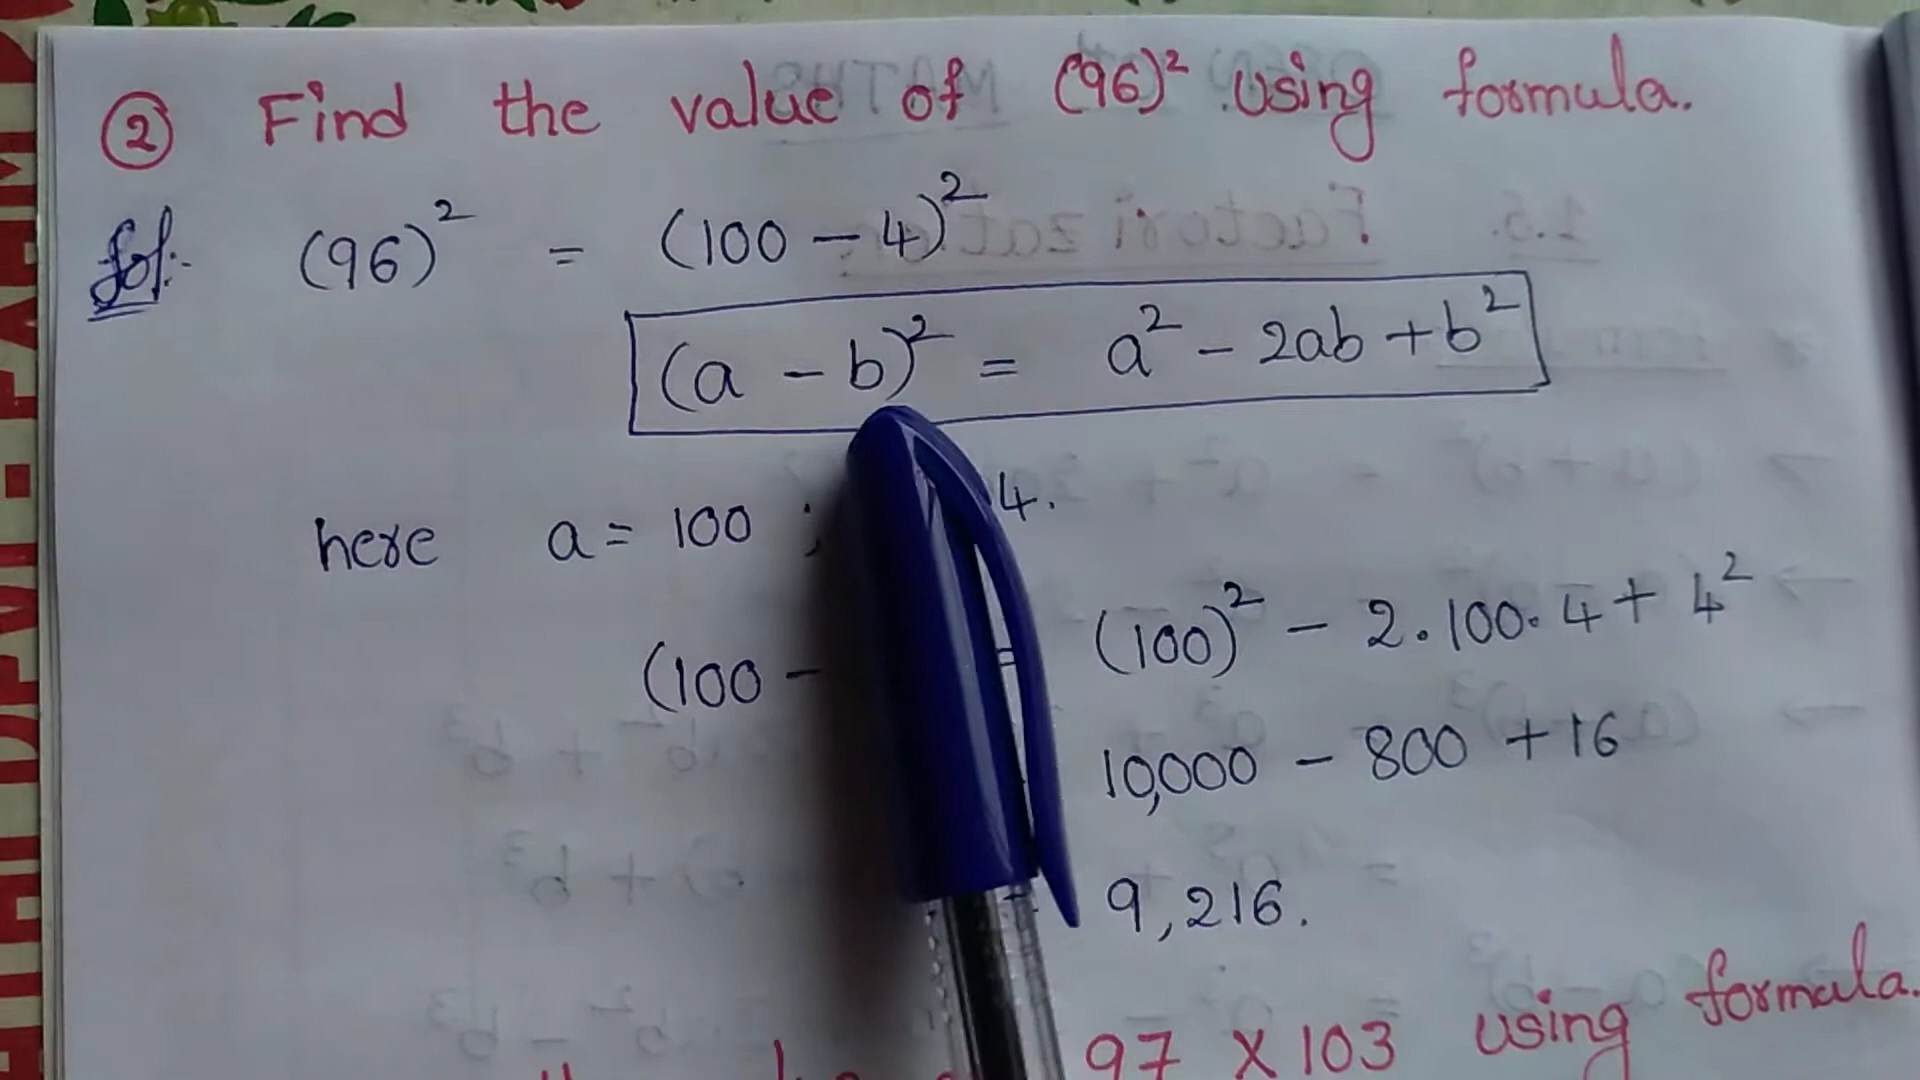 ② Find the value of (96)² using formula.
Sol:- (96)² = (100 - 4)²
(a - b)² = a² - 2ab + b²
here a = 100 ; 4.
(100 - = (100)² - 2.100.4 + 4²
10,000 - 800 + 16
9,216.
97 X 103 using formula.